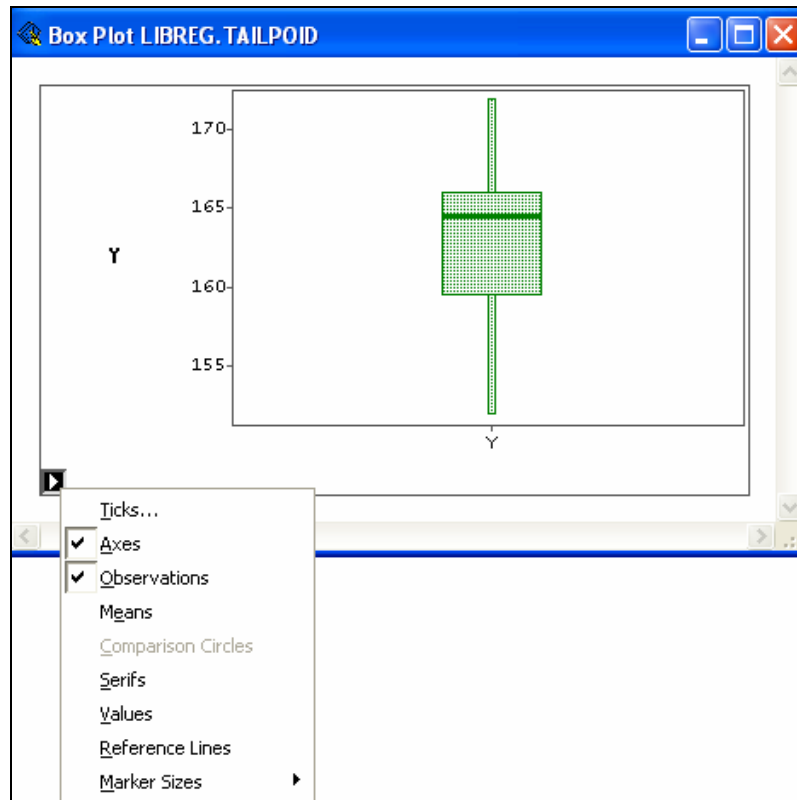 Box Plot LIBREG.TAILPOID
170
165
Y
160
155
Y
Ticks...
Axes
Observations
Means
Comparison Circles
Serifs
Values
Reference Lines
Marker Sizes